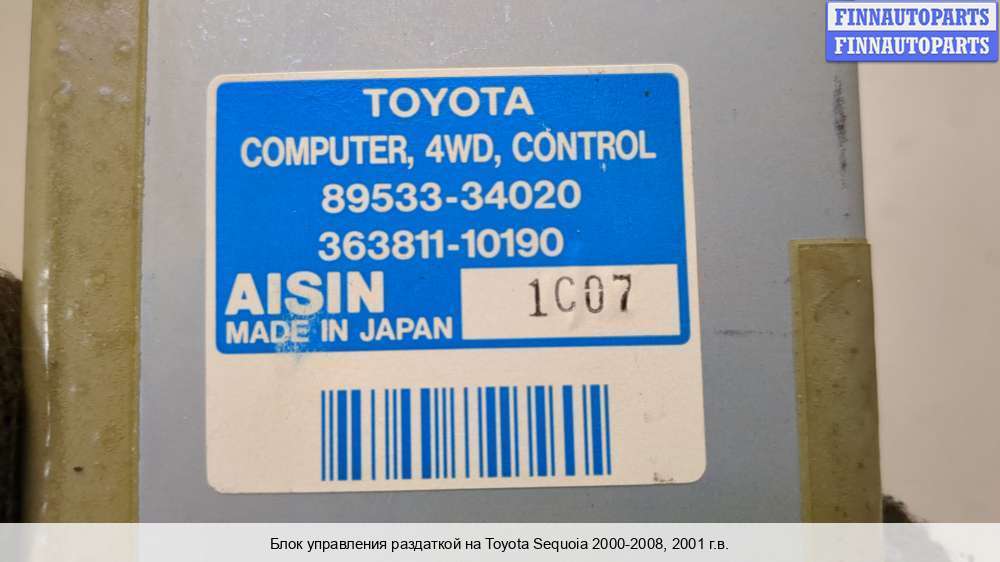 FINNAUTOPARTS
FINNAUTOPARTS
TOYOTA
COMPUTER, 4WD, CONTROL
89533-34020
363811-10190
AISIN
MADE IN JAPAN
1C07
Блок управления раздаткой на Toyota Sequoia 2000-2008, 2001 г.в.